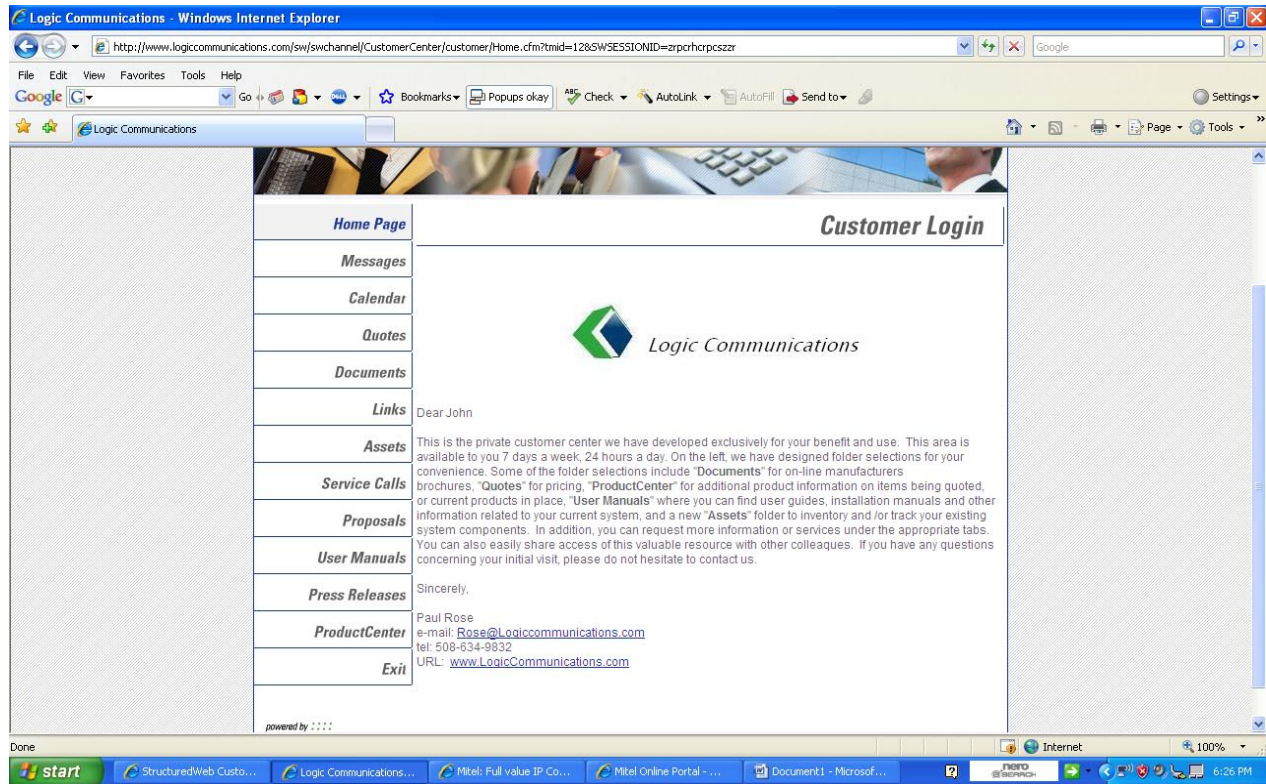 Logic Communications - Windows Internet Explorer
http://www.logiccommunications.com/sw/swchannel/CustomerCenter/customer/Home.cfm?tmid=128&SWSESSIONID=zrpcrhcrpcszzr
Google
File Edit View Favorites Tools Help
Google G Go Bookmarks Popups okay ABC Check AutoLink AutoFill Send to Settings
Logic Communications Page Tools »
Home Page
Customer Login
Messages
Calendar
Quotes
Logic Communications
Documents
Links
Assets
Service Calls
Proposals
User Manuals
Press Releases
ProductCenter
Exit
Dear John
This is the private customer center we have developed exclusively for your benefit and use. This area is
available to you 7 days a week, 24 hours a day. On the left, we have designed folder selections for your
convenience. Some of the folder selections include "Documents" for on-line manufacturers
brochures, "Quotes" for pricing, "ProductCenter" for additional product information on items being quoted,
or current products in place, "User Manuals" where you can find user guides, installation manuals and other
information related to your current system, and a new "Assets" folder to inventory and /or track your existing
system components. In addition, you can request more information or services under the appropriate tabs.
You can also easily share access of this valuable resource with other colleaques. If you have any questions
concerning your initial visit, please do not hesitate to contact us.
Sincerely,
Paul Rose
e-mail: Rose@Logiccommunications.com
tel: 508-634-9832
URL: www.LogicCommunications.com
powered by ::::
Done Internet 100%
start StructuredWeb Custo... Logic Communications... Mitel: Full value IP Co... Mitel Online Portal - ... Document1 - Microsof... nero SEARCH 6:26 PM